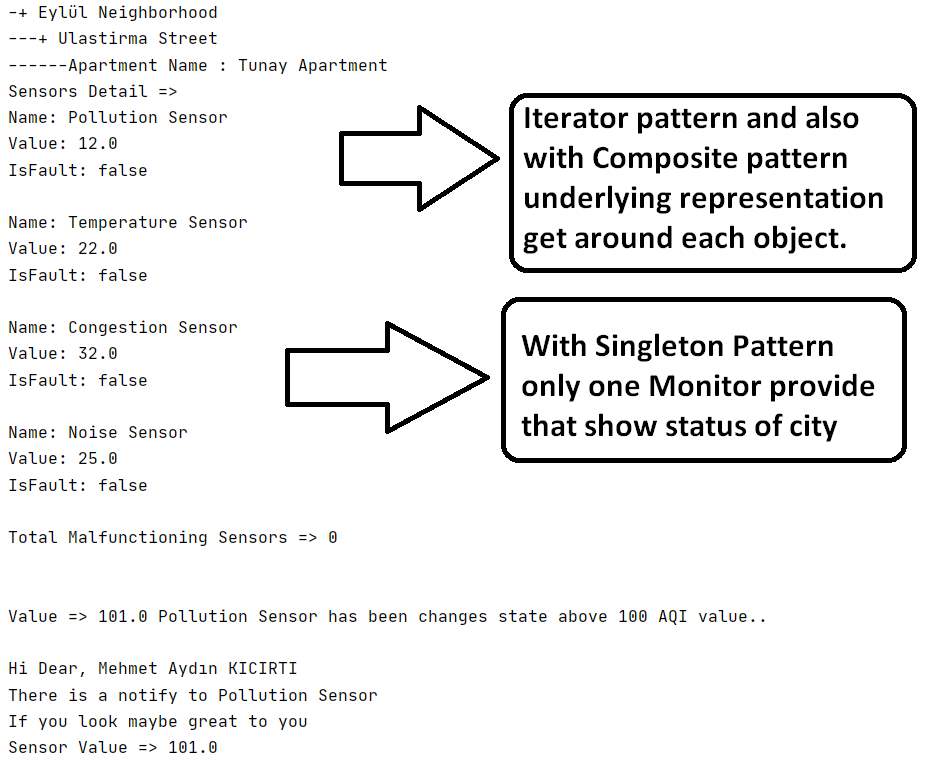 -+ Eylül Neighborhood
---+ Ulastirma Street
------Apartment Name : Tunay Apartment
Sensors Detail =>
Name: Pollution Sensor
Value: 12.0
IsFault: false
Iterator pattern and also
with Composite pattern
underlying representation
get around each object.
Name: Temperature Sensor
Value: 22.0
IsFault: false
Name: Congestion Sensor
Value: 32.0
IsFault: false
With Singleton Pattern
only one Monitor provide
that show status of city
Name: Noise Sensor
Value: 25.0
IsFault: false
Total Malfunctioning Sensors => 0
Value => 101.0 Pollution Sensor has been changes state above 100 AQI value..
Hi Dear, Mehmet Aydın KICIRTI
There is a notify to Pollution Sensor
If you look maybe great to you
Sensor Value => 101.0